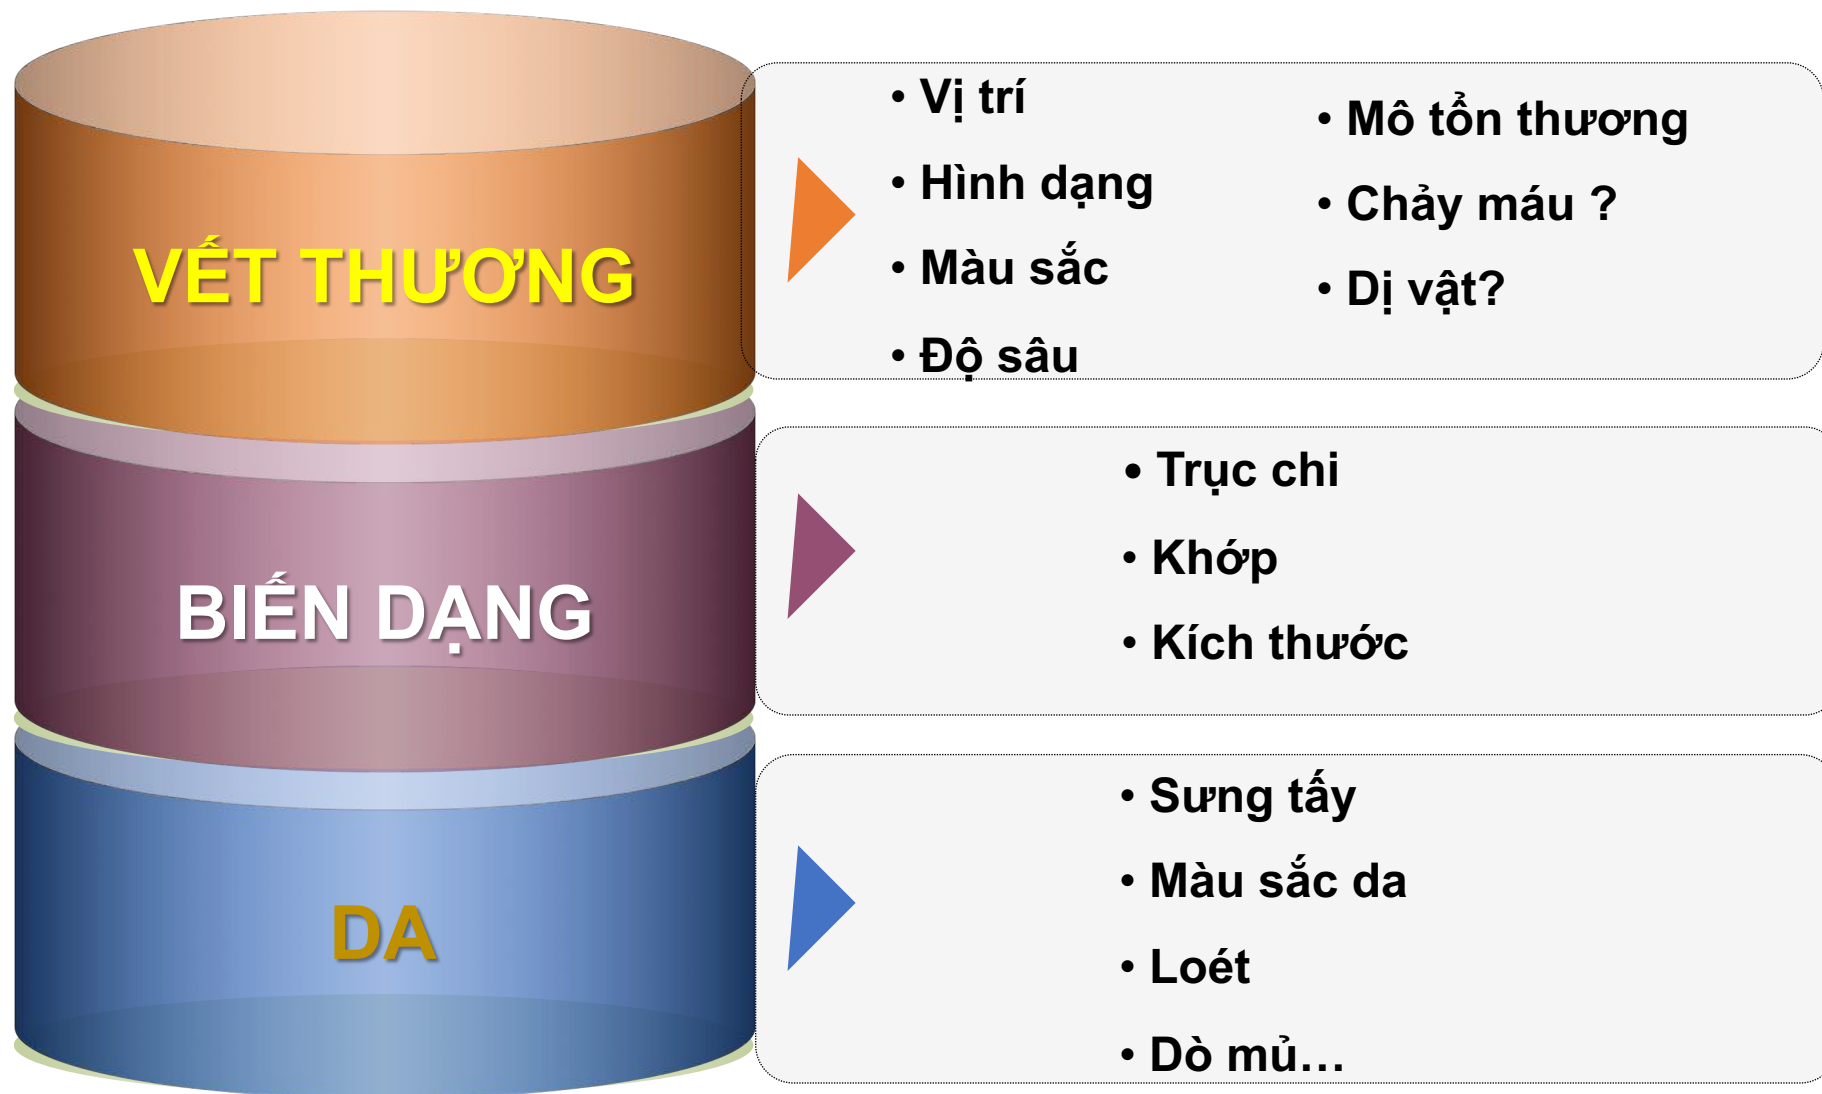 VẾT THƯƠNG
• Vị trí
• Hình dạng
• Màu sắc
• Độ sâu
• Mô tổn thương
• Chảy máu ?
• Dị vật?
BIẾN DẠNG
• Trục chi
• Khớp
• Kích thước
DA
• Sưng tấy
• Màu sắc da
• Loét
• Dò mủ...